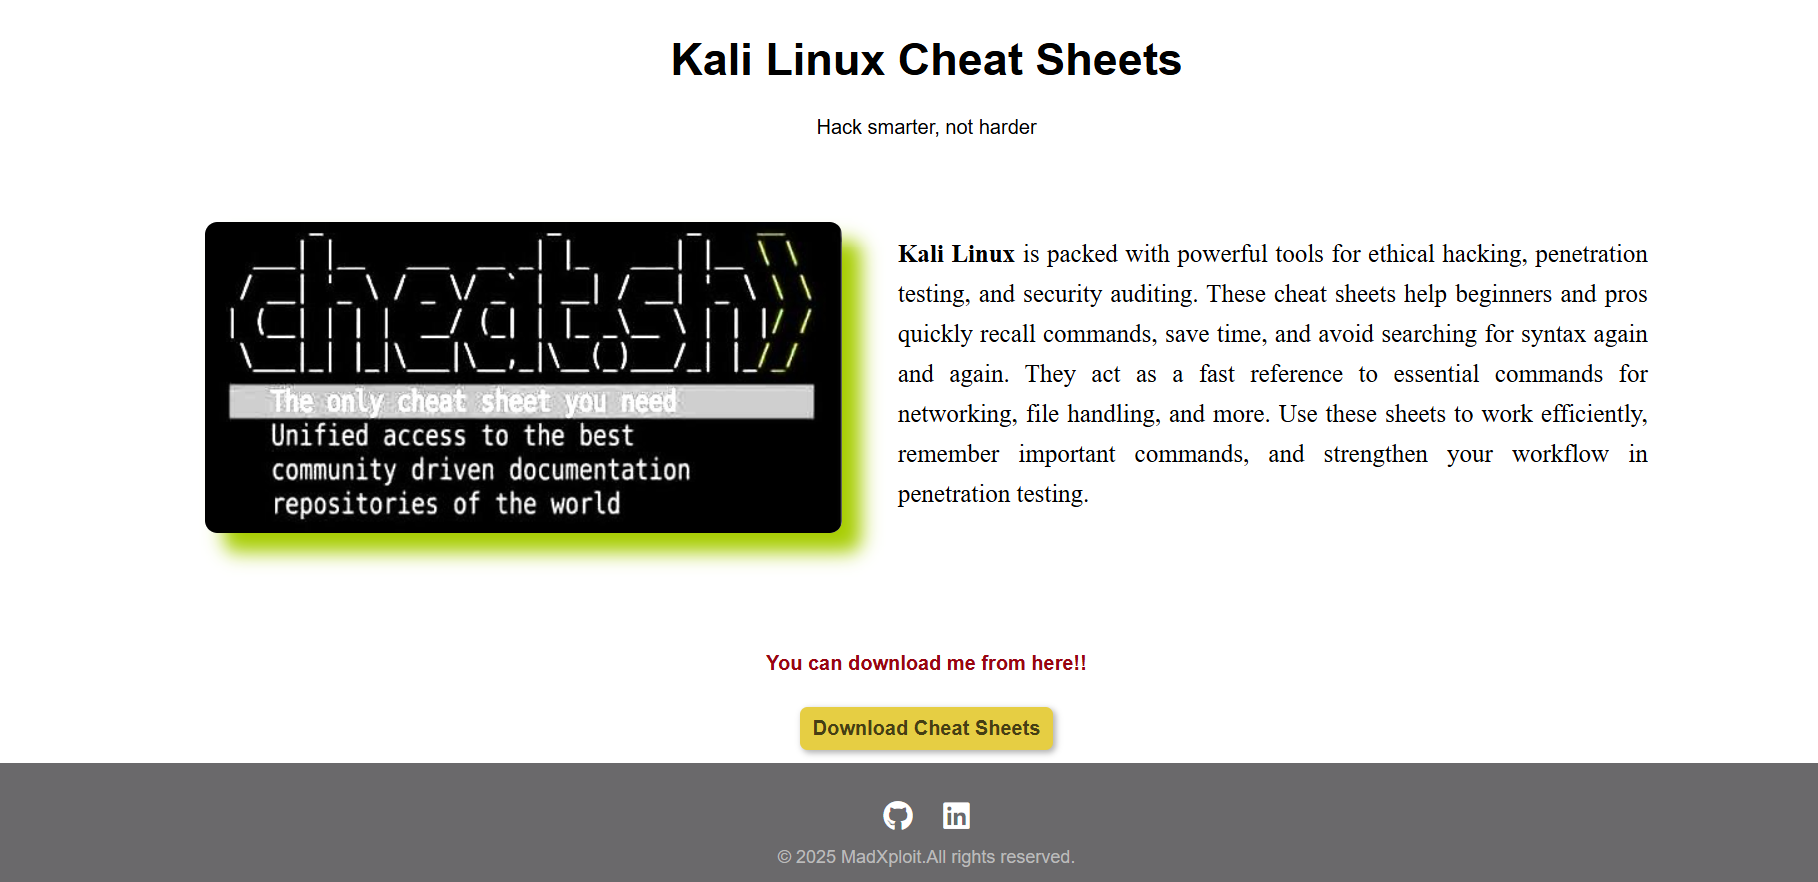 Kali Linux Cheat Sheets
Hack smarter, not harder
cheat.sh
The only cheat sheet you need
Unified access to the best
community driven documentation
repositories of the world
Kali Linux is packed with powerful tools for ethical hacking, penetration
testing, and security auditing. These cheat sheets help beginners and pros
quickly recall commands, save time, and avoid searching for syntax again
and again. They act as a fast reference to essential commands for
networking, file handling, and more. Use these sheets to work efficiently,
remember important commands, and strengthen your workflow in
penetration testing.
You can download me from here!!
Download Cheat Sheets
in
© 2025 MadXploit.All rights reserved.